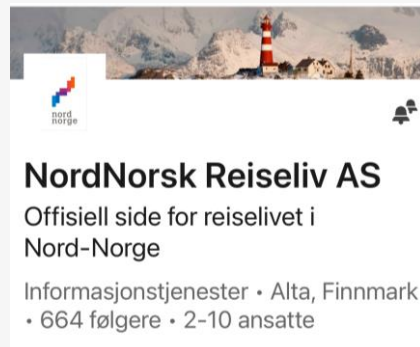 nord
norge
NordNorsk Reiseliv AS
Offisiell side for reiselivet i
Nord-Norge
Informasjonstjenester • Alta, Finnmark
• 664 følgere • 2-10 ansatte